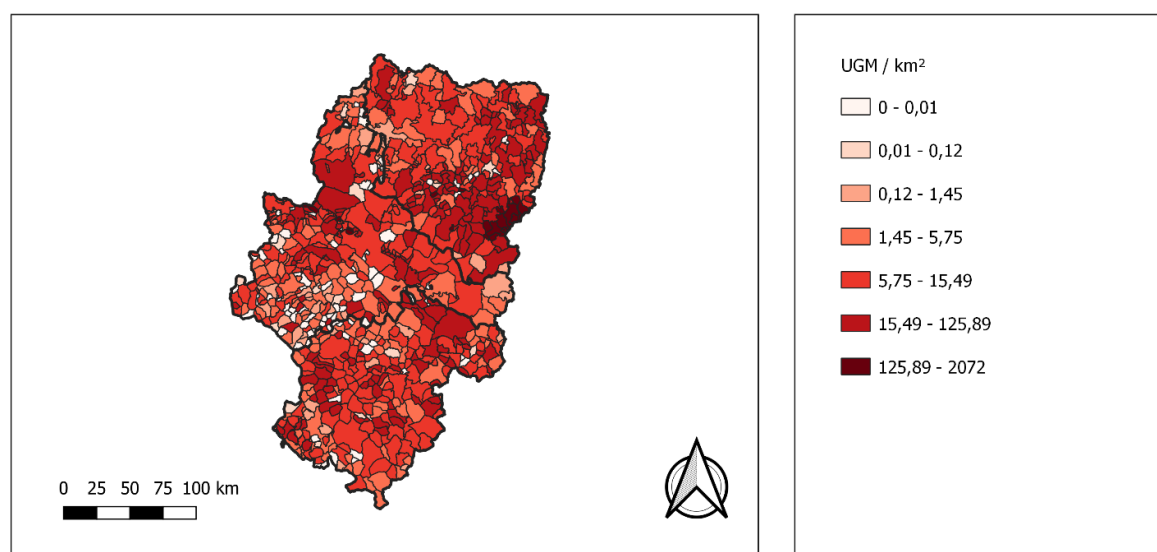 UGM / km²
0 - 0,01
0,01 - 0,12
0,12 - 1,45
1,45 - 5,75
5,75 - 15,49
15,49 - 125,89
125,89 - 2072
0 25 50 75 100 km